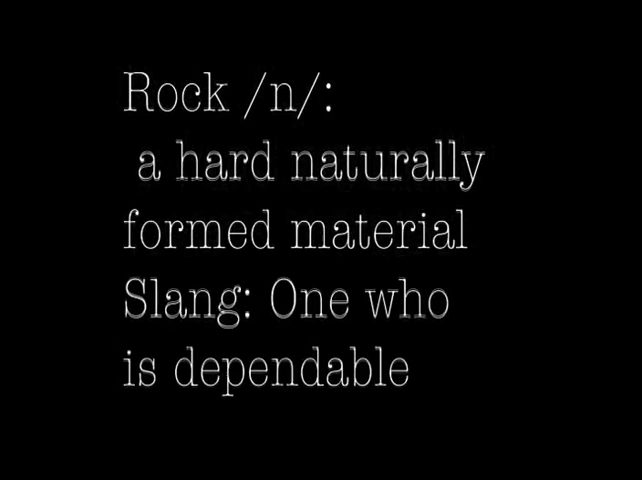 Rock /n/:
a hard naturally
formed material
Slang: One who
is dependable